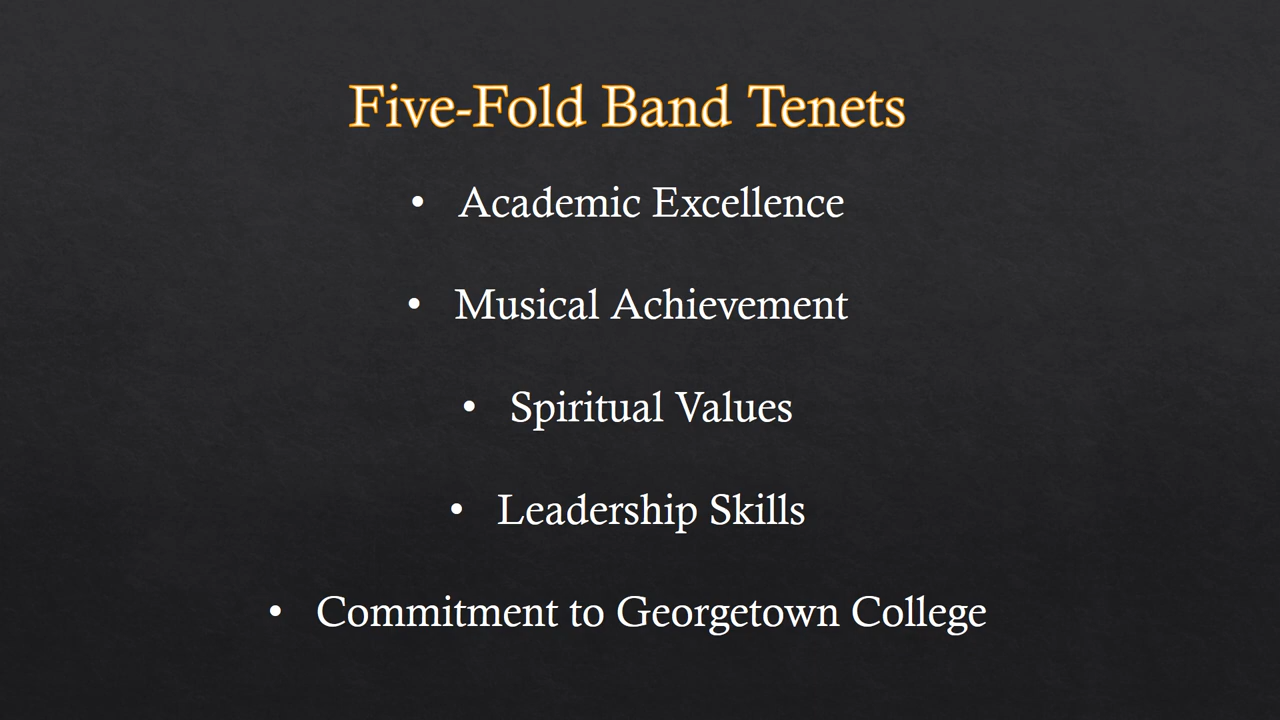 Five-Fold Band Tenets
• Academic Excellence
• Musical Achievement
• Spiritual Values
• Leadership Skills
• Commitment to Georgetown College